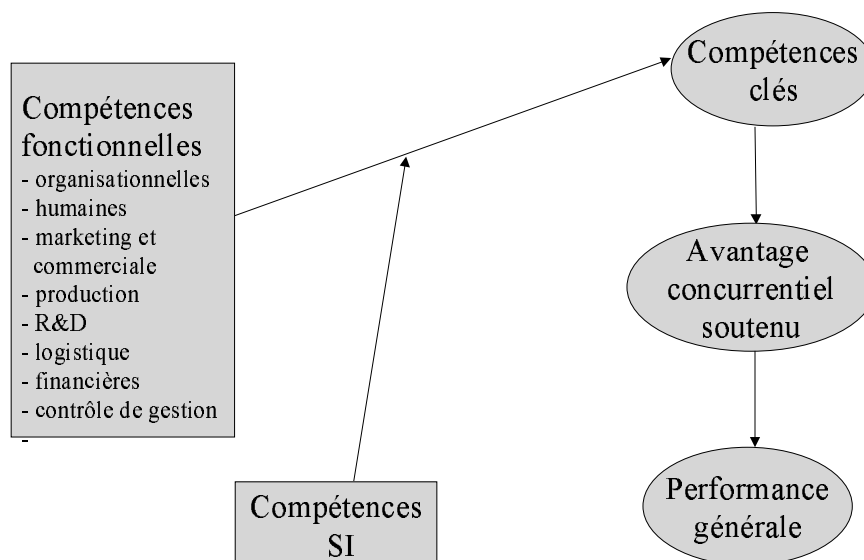 Compétences
fonctionnelles
- organisationnelles
- humaines
- marketing et
commerciale
- production
- R&D
- logistique
- financières
- contrôle de gestion
-
Compétences
SI
Compétences
clés
Avantage
concurrentiel
soutenu
Performance
générale